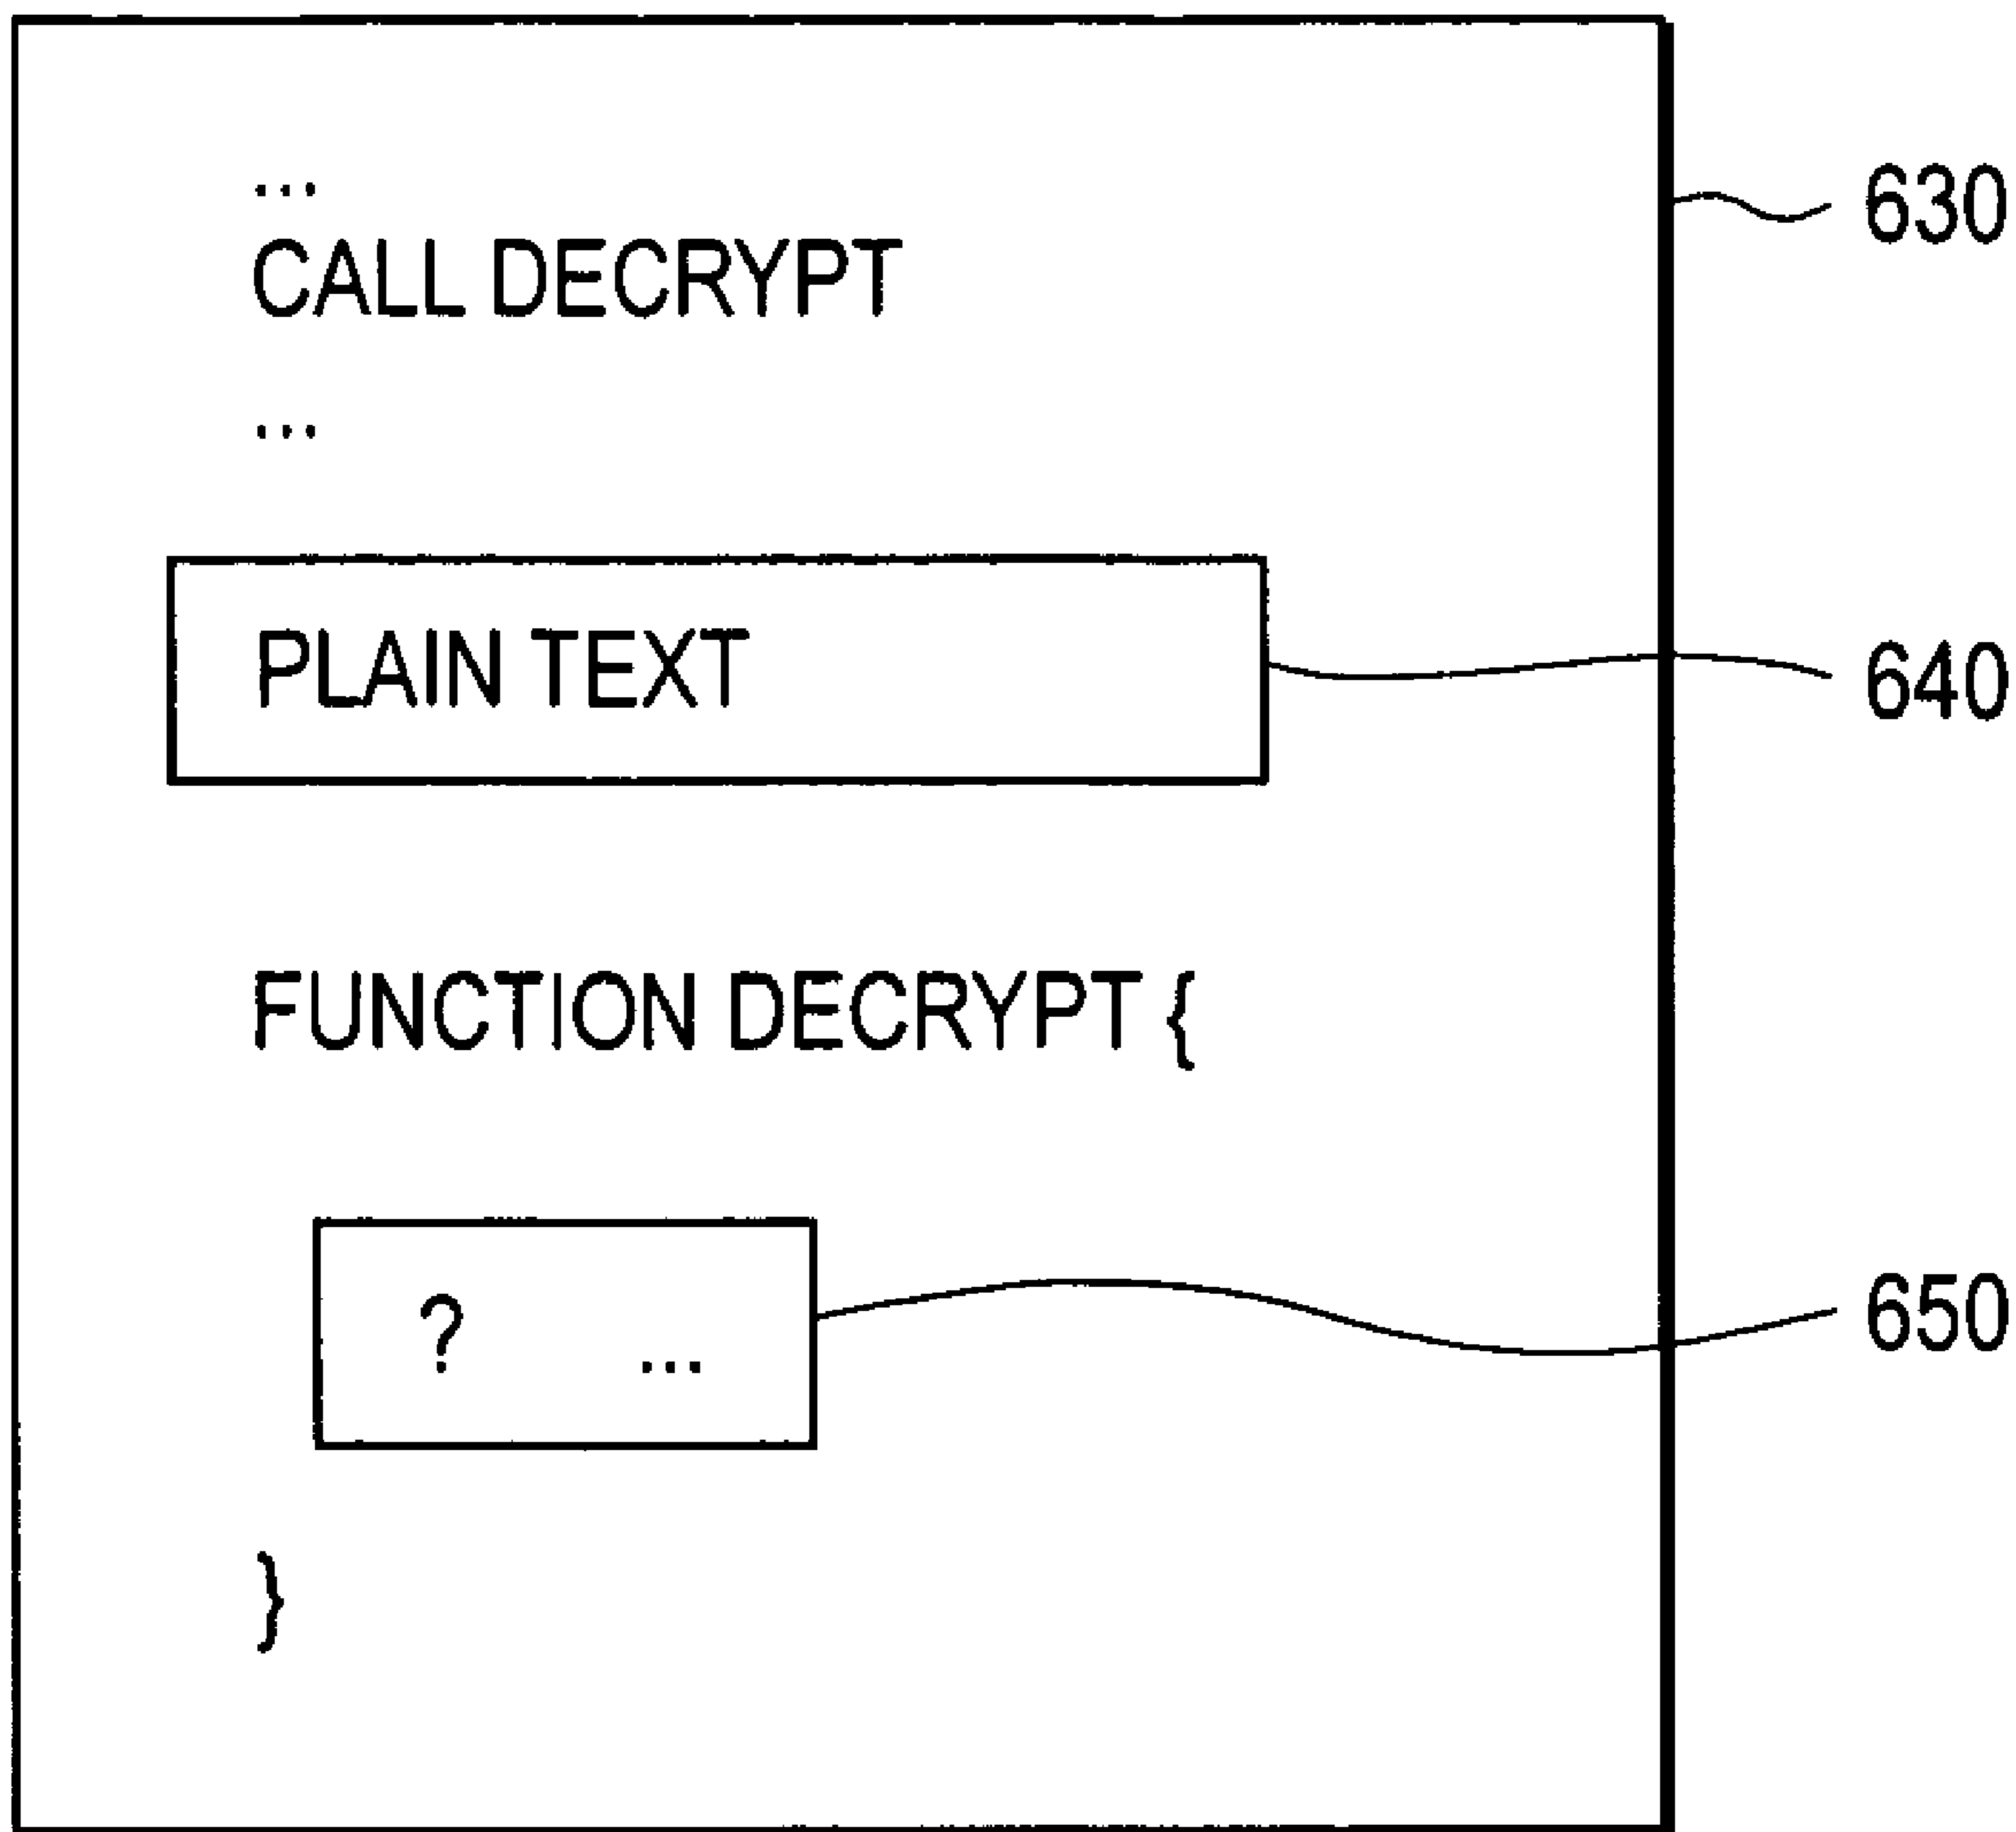 ...
630
CALL DECRYPT
...
PLAIN TEXT
640
FUNCTION DECRYPT {
? ...
650
}